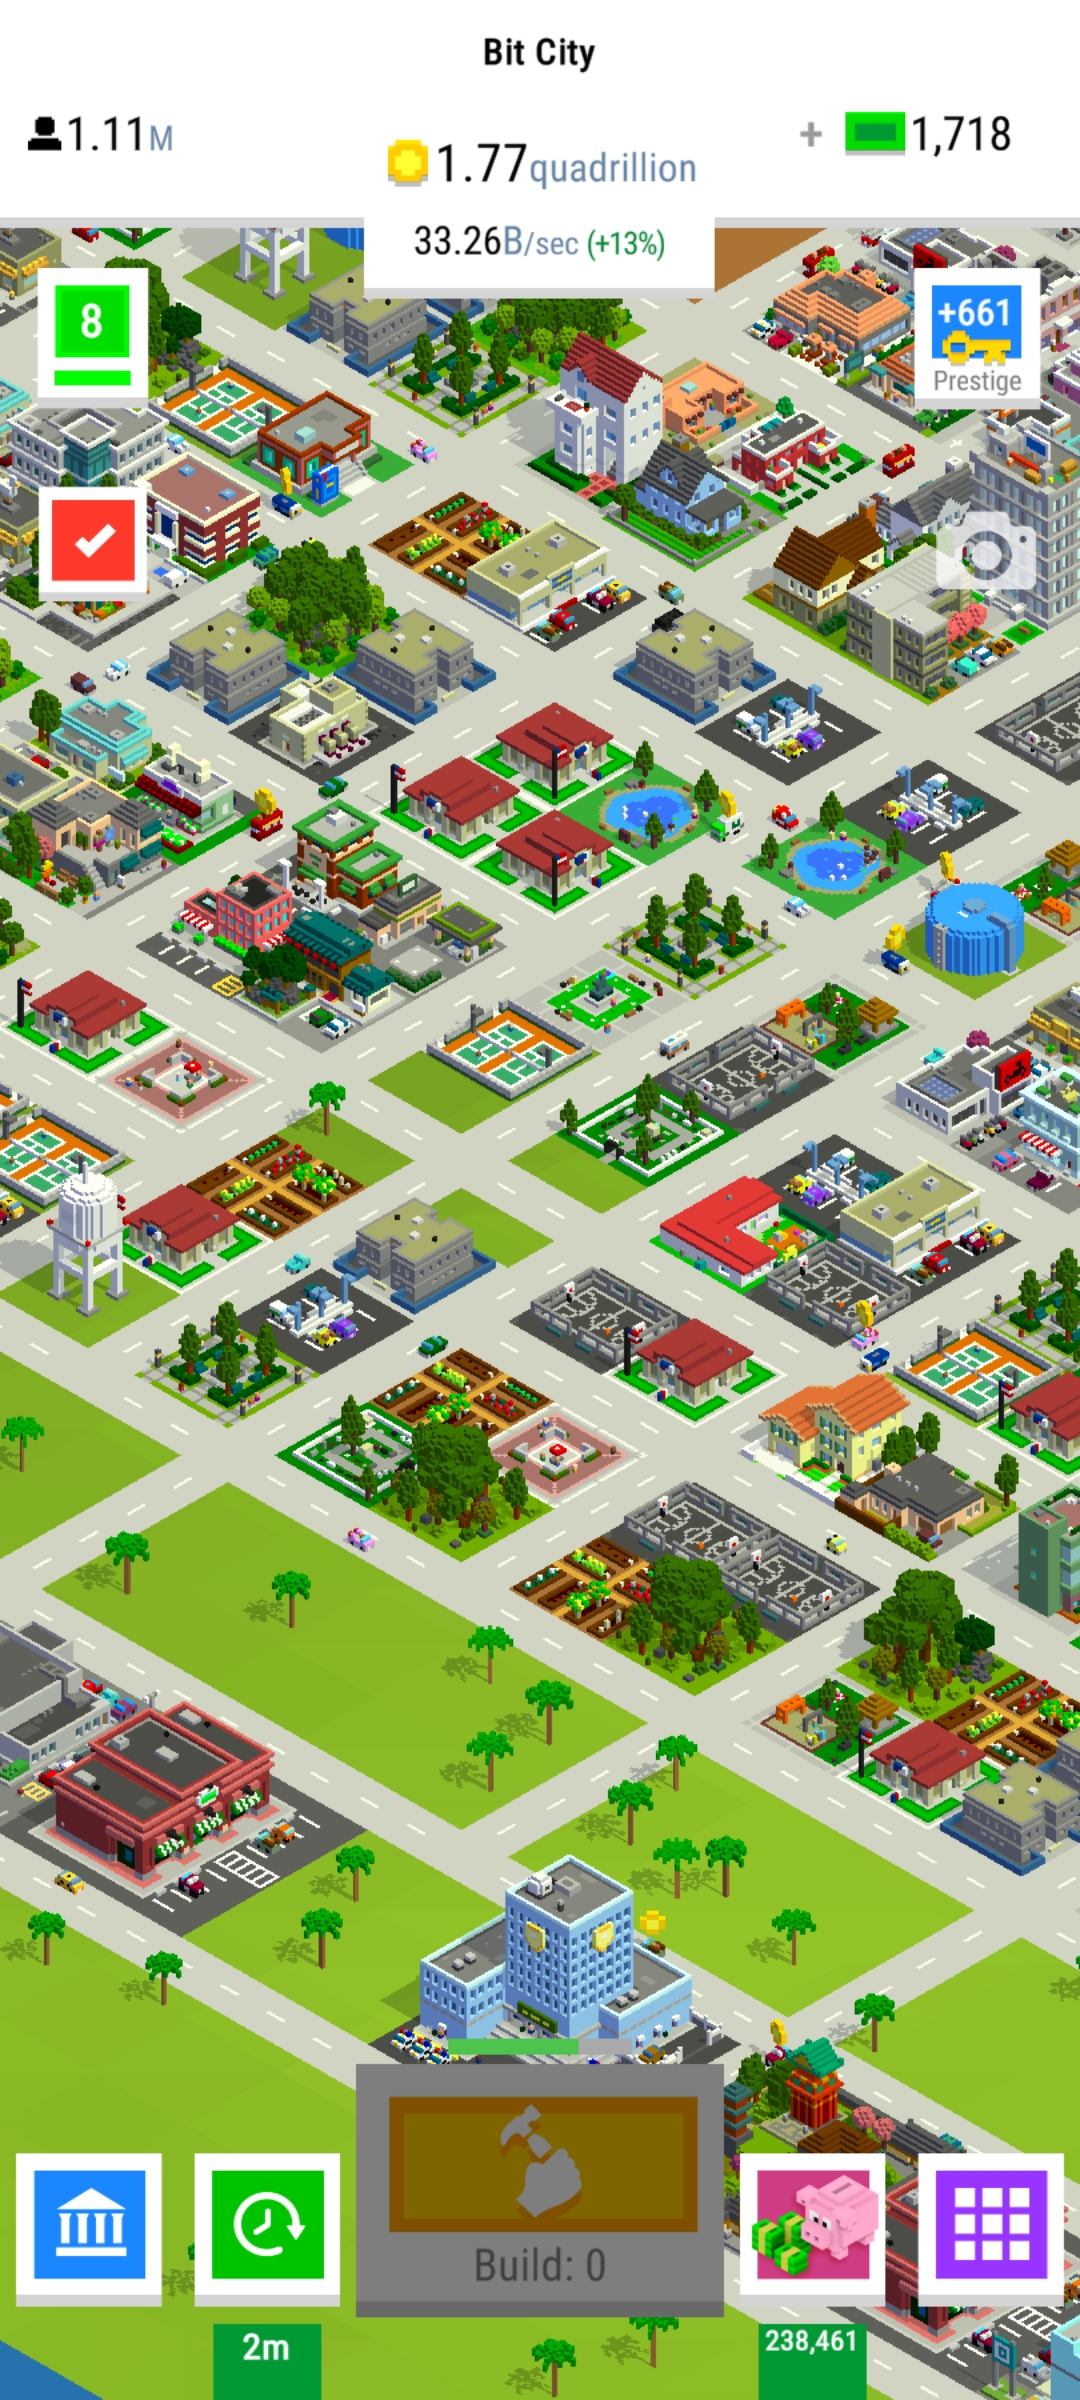 Bit City
1.11M
1.77quadrillion
+ 1,718
33.26B/sec (+13%)
8
+661
Prestige
Build: 0
2m
238,461